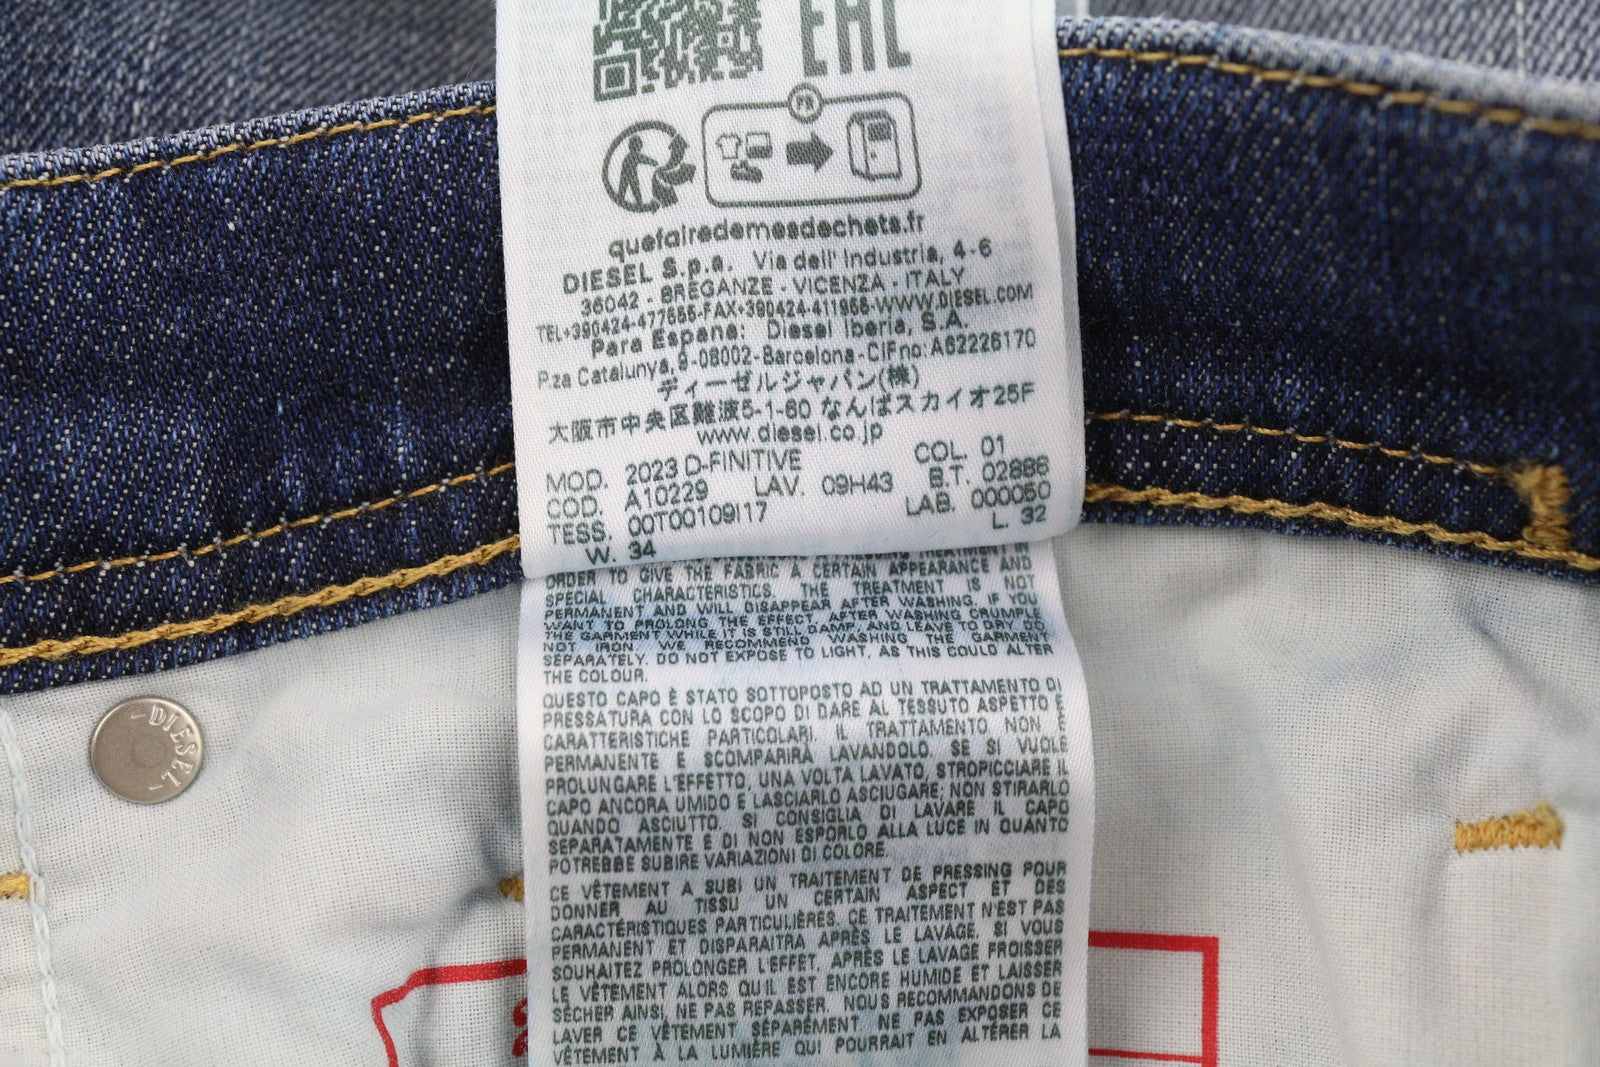 EAC
FR
quefairedemesdechets.fr
DIESEL S.p.a. Via dell' Industria, 4-6
36042 - BREGANZE - VICENZA - ITALY
TEL+390424-477555-FAX+390424-411955-WWW.DIESEL.COM
Para Espana: Diesel Iberia, S.A.
P.za Catalunya, 9-08002-Barcelona-CIFno:A62226170
ディーゼルジャパン(株)
大阪市中央区難波5-1-60 なんばスカイオ25F
www.diesel.co.jp
MOD. 2023 D-FINITIVE COL. 01
COD. A10229 LAV. 09H43 B.T. 02886
TESS. 00T00109I17 LAB. 000050
W. 34 L. 32
PRESSING TREATMENT IN
ORDER TO GIVE THE FABRIC A CERTAIN APPEARANCE AND
SPECIAL CHARACTERISTICS. THE TREATMENT IS NOT
PERMANENT AND WILL DISAPPEAR AFTER WASHING. IF YOU
WANT TO PROLONG THE EFFECT, AFTER WASHING CRUMPLE
THE GARMENT WHILE IT IS STILL DAMP, AND LEAVE TO DRY. DO
NOT IRON. WE RECOMMEND WASHING THE GARMENT
SEPARATELY. DO NOT EXPOSE TO LIGHT, AS THIS COULD ALTER
THE COLOUR.
QUESTO CAPO È STATO SOTTOPOSTO AD UN TRATTAMENTO DI
PRESSATURA CON LO SCOPO DI DARE AL TESSUTO ASPETTO E
CARATTERISTICHE PARTICOLARI. IL TRATTAMENTO NON È
PERMANENTE E SCOMPARIRÀ LAVANDOLO. SE SI VUOLE
PROLUNGARE L'EFFETTO, UNA VOLTA LAVATO, STROPICCIARE IL
CAPO ANCORA UMIDO E LASCIARLO ASCIUGARE; NON STIRARLO
QUANDO ASCIUTTO. SI CONSIGLIA DI LAVARE IL CAPO
SEPARATAMENTE E DI NON ESPORLO ALLA LUCE IN QUANTO
POTREBBE SUBIRE VARIAZIONI DI COLORE.
CE VÊTEMENT A SUBI UN TRAITEMENT DE PRESSING POUR
DONNER AU TISSU UN CERTAIN ASPECT ET DES
CARACTÉRISTIQUES PARTICULIÈRES. CE TRAITEMENT N'EST PAS
PERMANENT ET DISPARAITRA APRÈS LE LAVAGE. SI VOUS
SOUHAITEZ PROLONGER L'EFFET, APRÈS LE LAVAGE FROISSER
LE VÊTEMENT ALORS QU'IL EST ENCORE HUMIDE ET LAISSER
SÉCHER AINSI, NE PAS REPASSER. NOUS RECOMMANDONS DE
LAVER CE VÊTEMENT SÉPARÉMENT. NE PAS EXPOSER CE
VÊTEMENT À LA LUMIÈRE QUI POURRAIT EN ALTÉRER LA
-DIESEL-